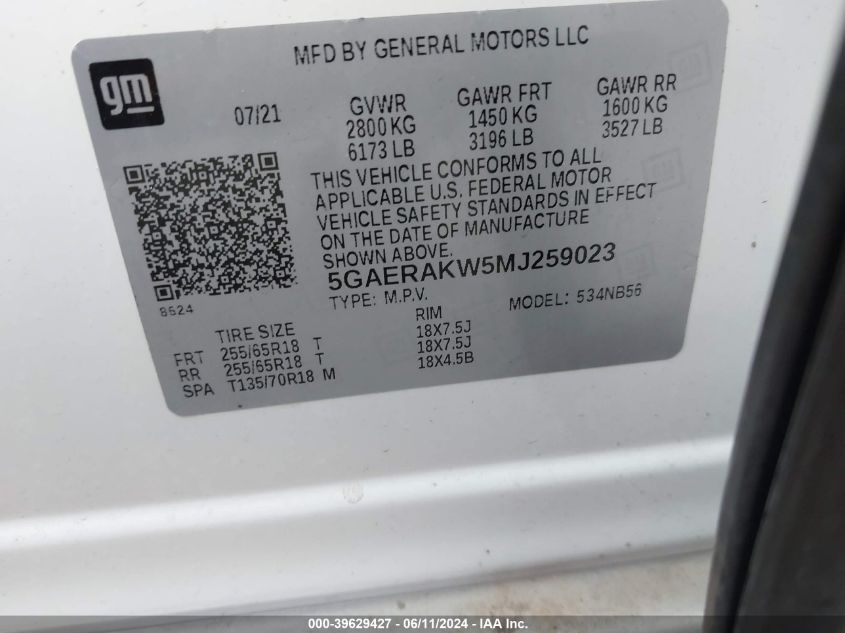 MFD BY GENERAL MOTORS LLC
gm
07/21
GVWR
2800 KG
6173 LB
GAWR FRT
1450 KG
3196 LB
GAWR RR
1600 KG
3527 LB
THIS VEHICLE CONFORMS TO ALL
APPLICABLE U.S. FEDERAL MOTOR
VEHICLE SAFETY STANDARDS IN EFFECT
ON THE DATE OF MANUFACTURE
SHOWN ABOVE.
5GAERAKW5MJ259023
TYPE: M.P.V.
MODEL: 534NB56
8524
TIRE SIZE RIM
FRT 255/65R18 T 18X7.5J
RR 255/65R18 T 18X7.5J
SPA T135/70R18 M 18X4.5B
000-39629427 - 06/11/2024 - IAA Inc.